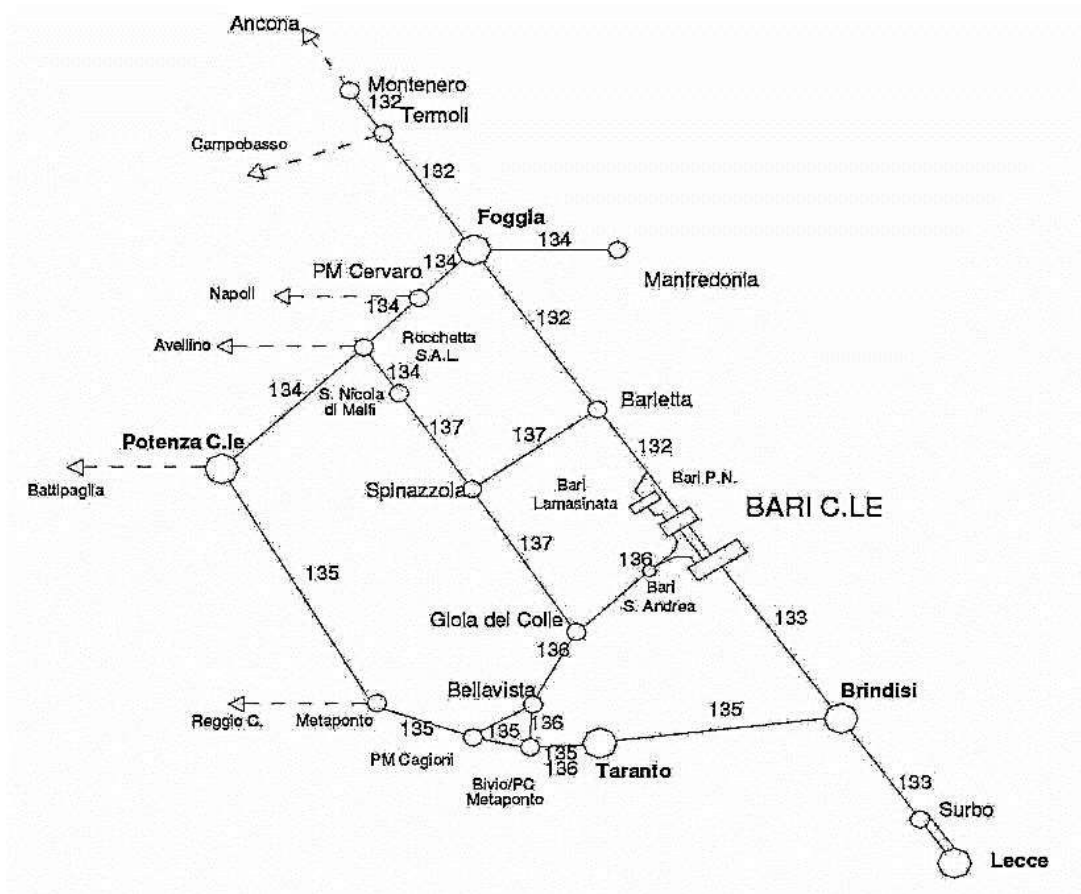 Ancona
Montenero
132
Termoli
Campobasso
132
Foggia
134
134
PM Cervaro
Manfredonia
Napoli
134
132
Avellino
Rocchetta
S.A.L.
134
134
S. Nicola
di Melfi
Barletta
137
137
132
Potenza C.le
Battipaglia
Spinazzola
Bari P.N.
Bari
Lamasinata
BARI C.LE
137
136
Bari
S. Andrea
135
Gioia del Colle
133
136
Bellavista
Brindisi
Reggio C.
Metaponto
135
136
135
135
PM Cagioni
135
136
Taranto
Bivio/PC
Metaponto
133
Surbo
Lecce